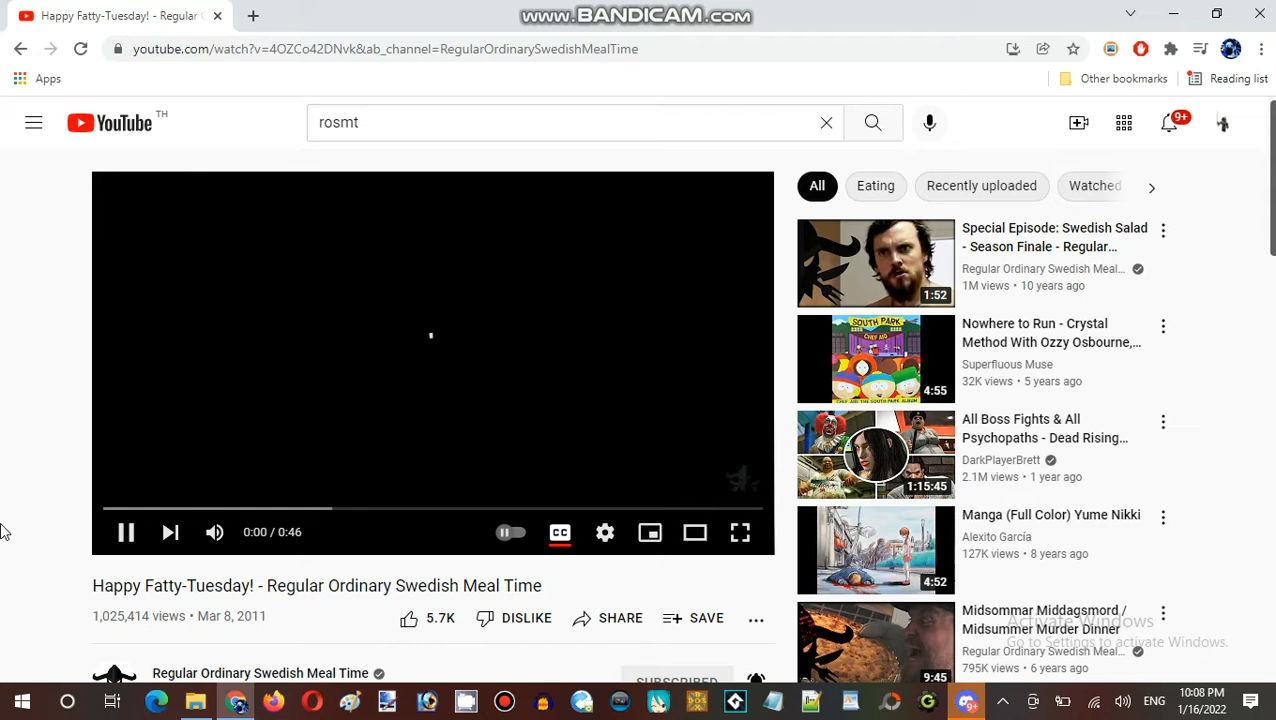 www.BANDICAM.com
Happy Fatty-Tuesday! - Regular
youtube.com/watch?v=4OZCo42DNvk&ab_channel=RegularOrdinarySwedishMealTime
Apps
Other bookmarks
Reading list
YouTube TH
rosmt
9+
All
Eating
Recently uploaded
Watched
Special Episode: Swedish Salad
- Season Finale - Regular...
Regular Ordinary Swedish Meal...
1M views • 10 years ago
1:52
SOUTH PARK
CHEF AID
Nowhere to Run - Crystal
Method With Ozzy Osbourne,...
Superfluous Muse
32K views • 5 years ago
4:55
All Boss Fights & All
Psychopaths - Dead Rising...
DarkPlayerBrett
2.1M views • 1 year ago
1:15:45
Manga (Full Color) Yume Nikki
Alexito García
127K views • 8 years ago
4:52
Midsommar Middagsmord /
Midsummer Murder Dinner
Regular Ordinary Swedish Meal...
795K views • 6 years ago
9:45
0:00 / 0:46
CC
Happy Fatty-Tuesday! - Regular Ordinary Swedish Meal Time
1,025,414 views • Mar 8, 2011
5.7K
DISLIKE
SHARE
SAVE
Regular Ordinary Swedish Meal Time
SUBSCRIBED
Activate Windows
Go to Settings to activate Windows.
9+
ENG
10:08 PM
1/16/2022